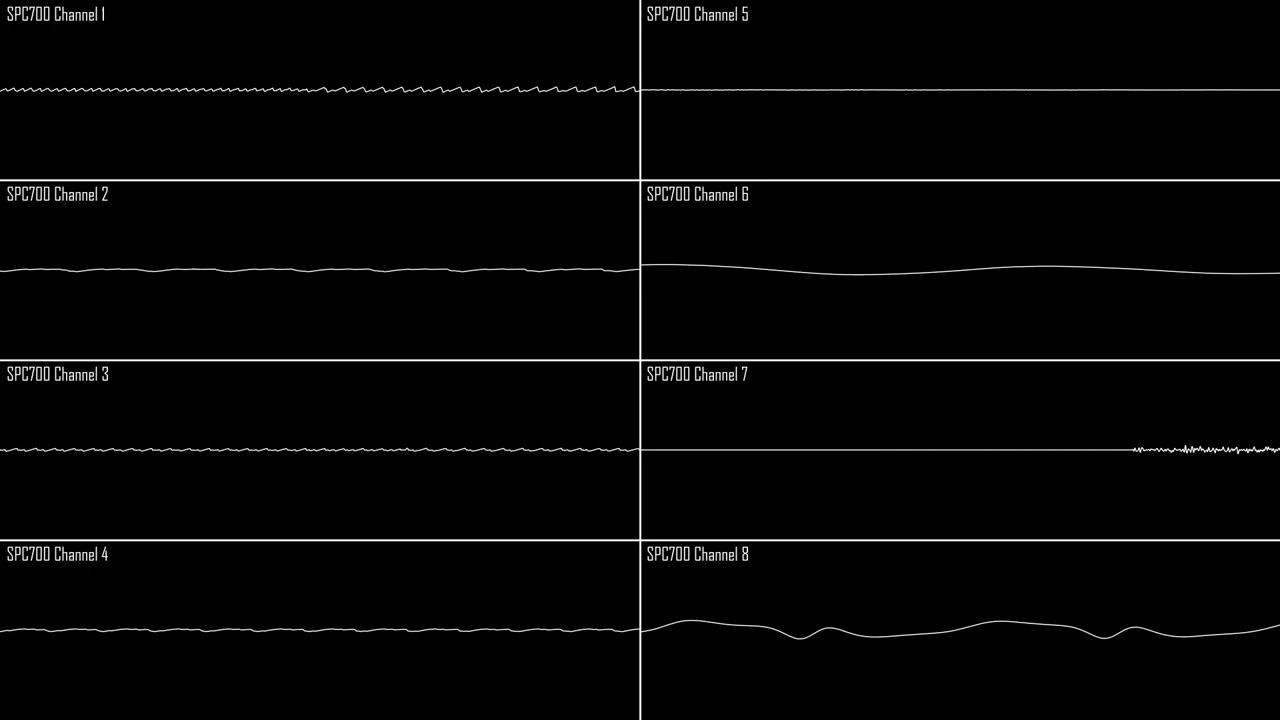 SPC700 Channel 1
SPC700 Channel 5
SPC700 Channel 2
SPC700 Channel 6
SPC700 Channel 3
SPC700 Channel 7
SPC700 Channel 4
SPC700 Channel 8